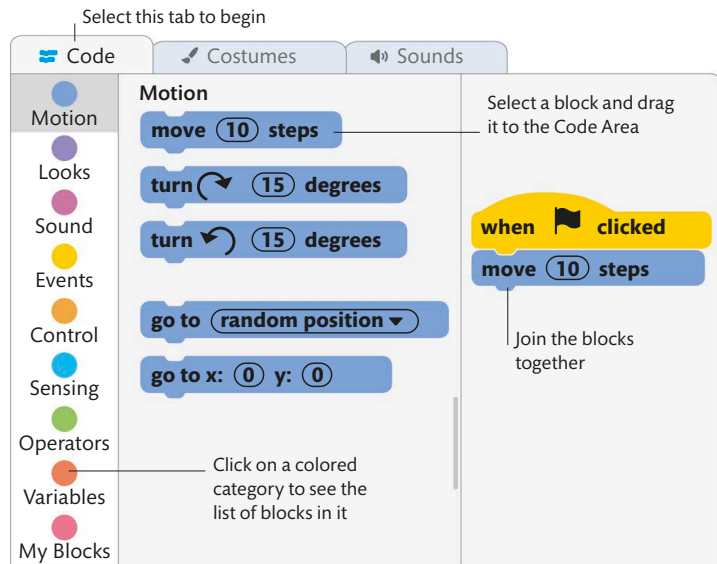 Select this tab to begin
Code
Costumes
Sounds
Motion
Looks
Sound
Events
Control
Sensing
Operators
Variables
My Blocks
Motion
move 10 steps
turn 15 degrees
turn 15 degrees
go to random position
go to x: 0 y: 0
Click on a colored
category to see the
list of blocks in it
Select a block and drag
it to the Code Area
when clicked
move 10 steps
Join the blocks
together